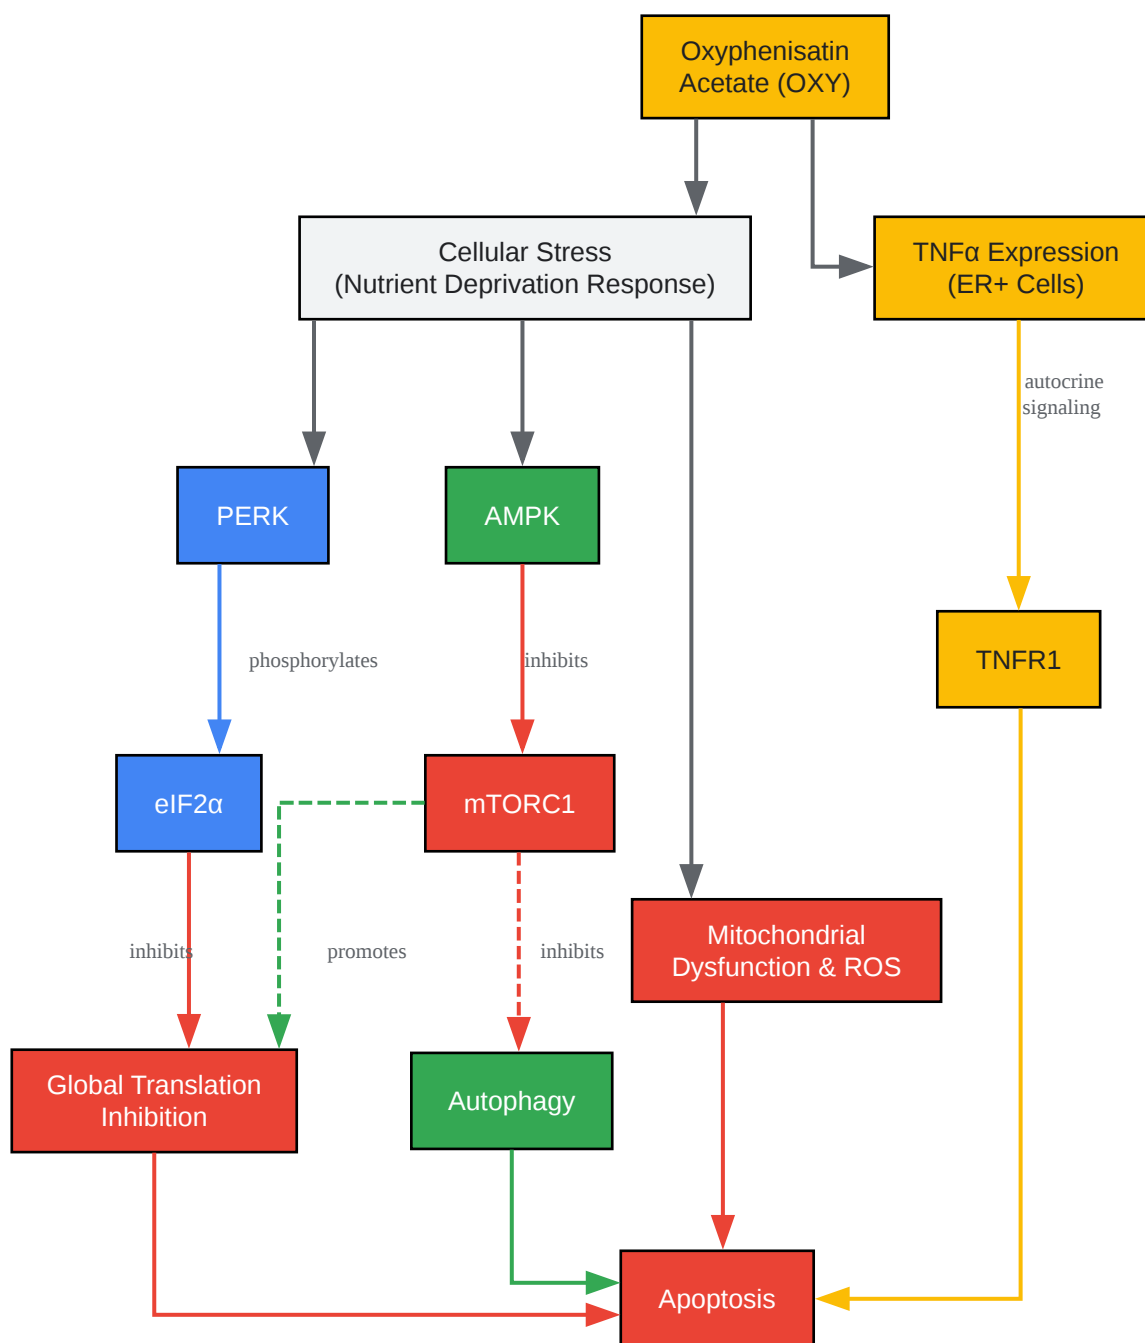 Oxyphenisatin
Acetate (OXY)
Cellular Stress
(Nutrient Deprivation Response)
TNFα Expression
(ER+ Cells)
autocrine
signaling
PERK
AMPK
TNFR1
phosphorylates
inhibits
eIF2α
mTORC1
Mitochondrial
Dysfunction & ROS
inhibits
promotes
inhibits
Global Translation
Inhibition
Autophagy
Apoptosis